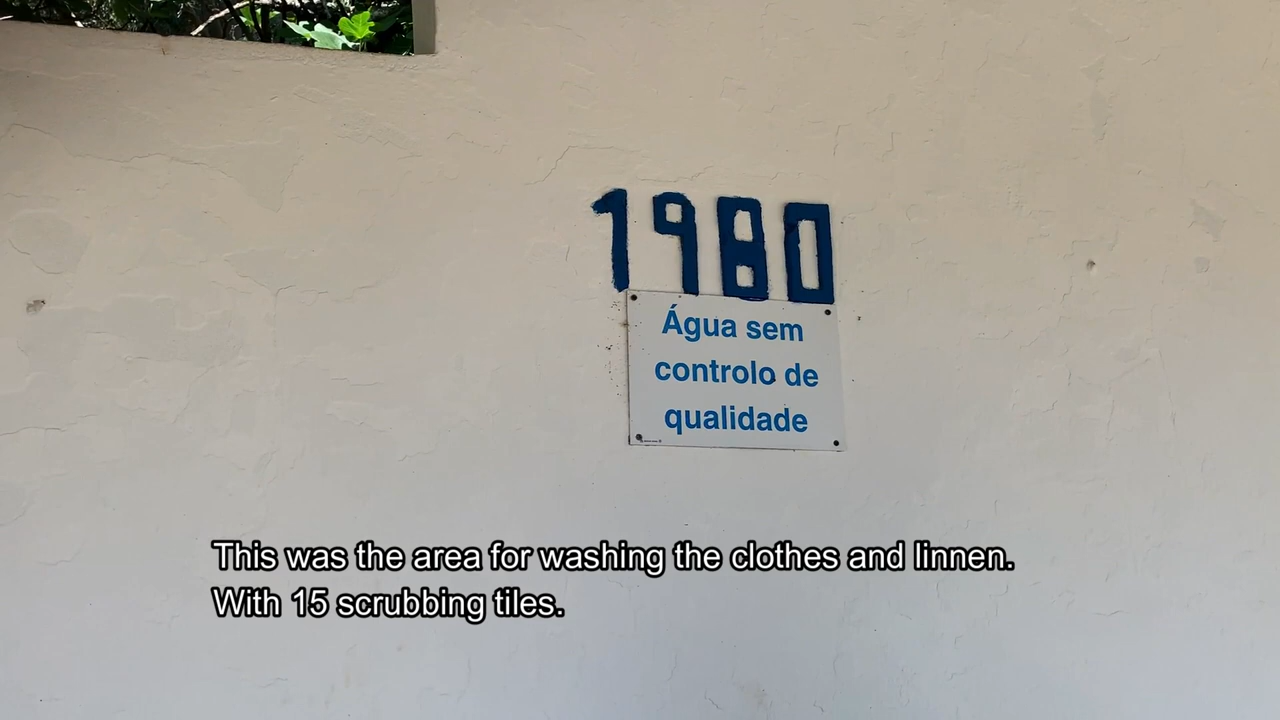 1980
Água sem
controlo de
qualidade
This was the area for washing the clothes and linnen.
With 15 scrubbing tiles.